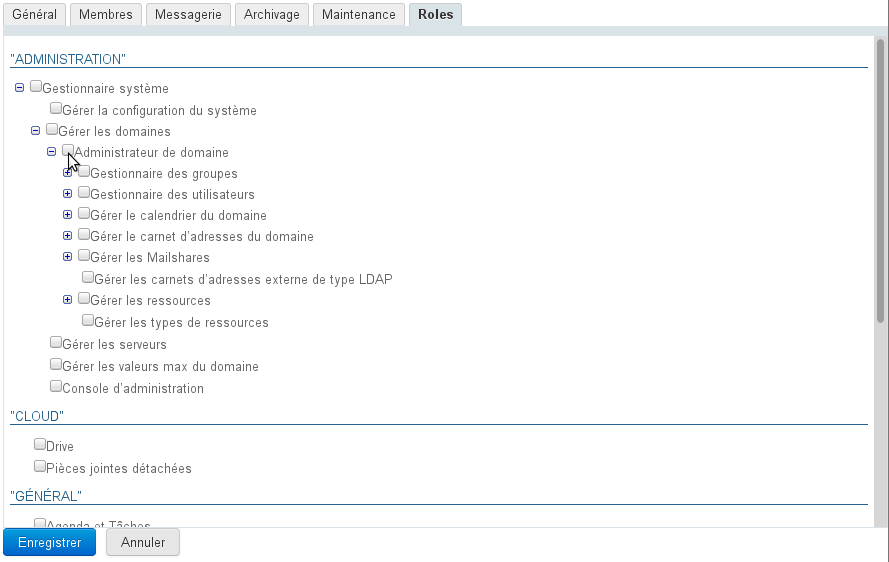 Général Membres Messagerie Archivage Maintenance Roles
"ADMINISTRATION"
Gestionnaire système
Gérer la configuration du système
Gérer les domaines
Administrateur de domaine
Gestionnaire des groupes
Gestionnaire des utilisateurs
Gérer le calendrier du domaine
Gérer le carnet d'adresses du domaine
Gérer les Mailshares
Gérer les carnets d'adresses externe de type LDAP
Gérer les ressources
Gérer les types de ressources
Gérer les serveurs
Gérer les valeurs max du domaine
Console d'administration
"CLOUD"
Drive
Pièces jointes détachées
"GÉNÉRAL"
Agenda et Tâches
Enregistrer Annuler